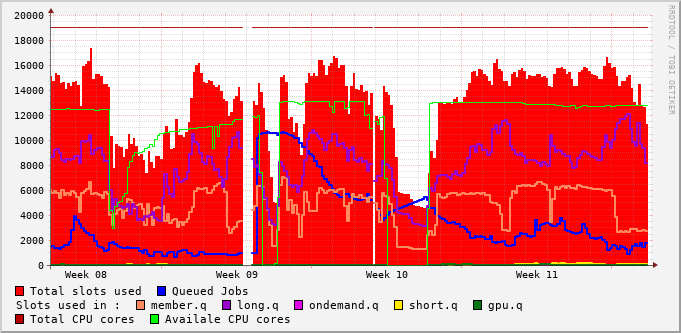 20000
18000
16000
14000
12000
10000
8000
6000
4000
2000
0
Week 08 Week 09 Week 10 Week 11
RRDTOOL / TOBI OETIKER
Total slots used Queued Jobs
Slots used in : member.q long.q ondemand.q short.q gpu.q
Total CPU cores Availale CPU cores